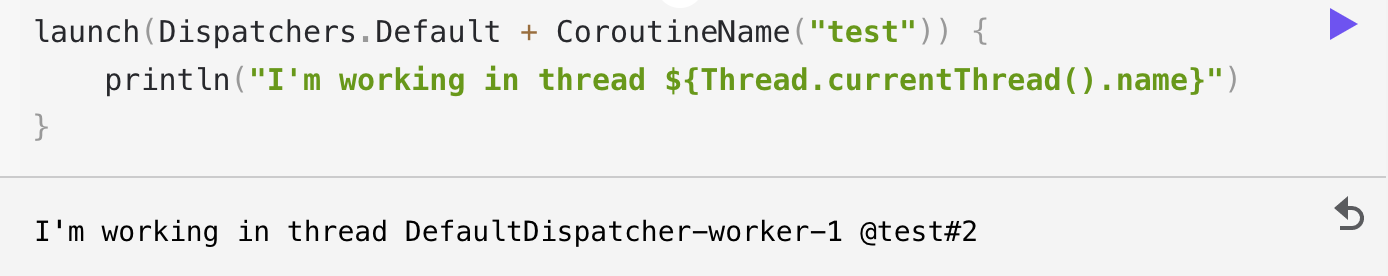 launch(Dispatchers.Default + CoroutineName("test")) {
    println("I'm working in thread ${Thread.currentThread().name}")
}
I'm working in thread DefaultDispatcher-worker-1 @test#2